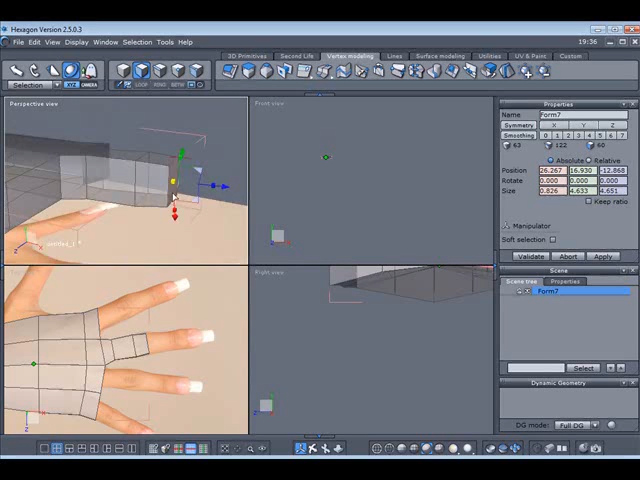 Hexagon Version 2.5.0.3
File Edit View Display Window Selection Tools Help
19:36
3D Primitives Second Life Vertex modeling Lines Surface modeling Utilities UV & Paint Custom
Selection
XYZ CAMERA
LOOP RING BETW
Perspective view
Front view
Right view
untitled_1 *
Properties
Name Form7
Symmetry X Y Z
Smoothing 0 1 2 3 4 5 6 7
63 122 60
Absolute Relative
Position 26.267 16.930 -12.868
Rotate 0.000 0.000 0.000
Size 0.826 4.633 4.651
Keep ratio
Manipulator
Soft selection
Validate Abort Apply
Scene
Scene tree Properties
Form7
Select
Dynamic Geometry
DG mode: Full DG